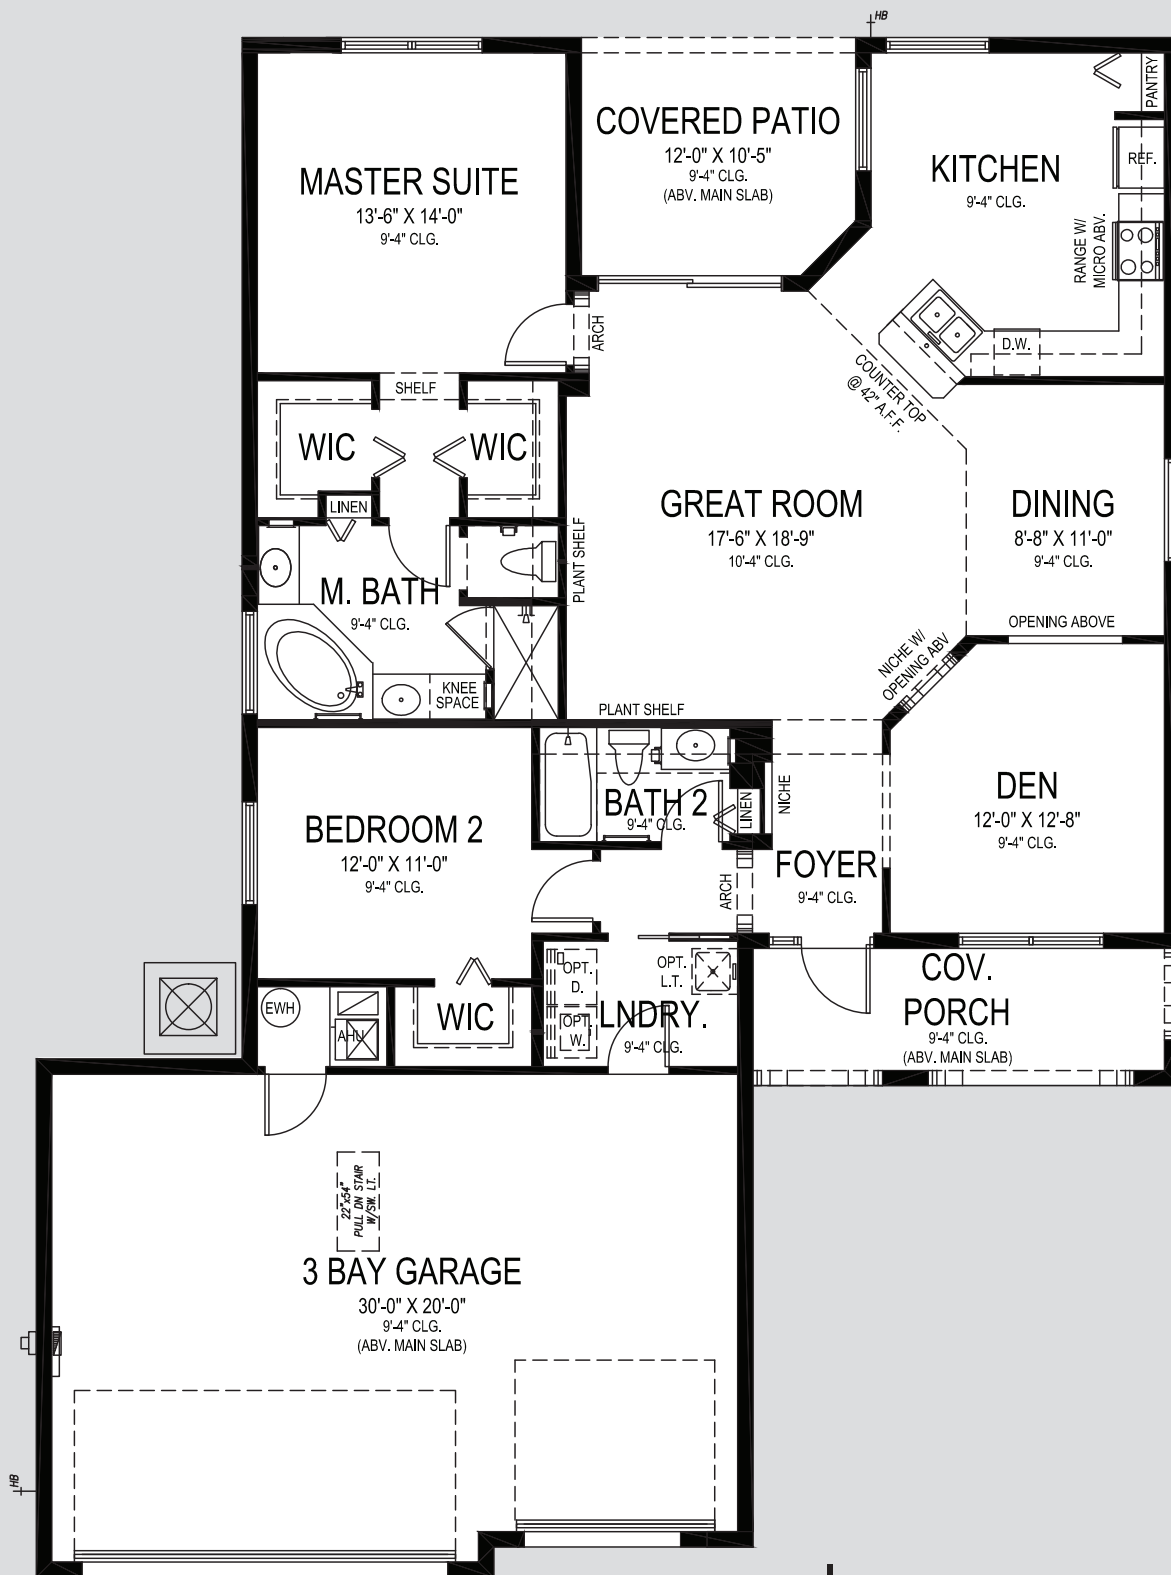 HB
PANTRY
COVERED PATIO
12'-0" X 10'-5"
9'-4" CLG.
(ABV. MAIN SLAB)
KITCHEN
9'-4" CLG.
REF.
MASTER SUITE
13'-6" X 14'-0"
9'-4" CLG.
RANGE W/
MICRO ABV.
ARCH
D.W.
COUNTER TOP
@ 42" A.F.F.
SHELF
WIC
WIC
LINEN
GREAT ROOM
17'-6" X 18'-9"
10'-4" CLG.
DINING
8'-8" X 11'-0"
9'-4" CLG.
PLANT SHELF
M. BATH
9'-4" CLG.
OPENING ABOVE
NICHE W/
OPENING ABV
KNEE
SPACE
PLANT SHELF
BEDROOM 2
12'-0" X 11'-0"
9'-4" CLG.
BATH 2
9'-4" CLG.
LINEN
NICHE
DEN
12'-0" X 12'-8"
9'-4" CLG.
FOYER
9'-4" CLG.
ARCH
OPT.
D.
OPT.
L.T.
COV.
PORCH
9'-4" CLG.
(ABV. MAIN SLAB)
EWH
AHU
WIC
OPT.
W.
LNDRY.
9'-4" CLG.
22"x54"
PULL DN STAIR
W/SW. LT.
3 BAY GARAGE
30'-0" X 20'-0"
9'-4" CLG.
(ABV. MAIN SLAB)
HB